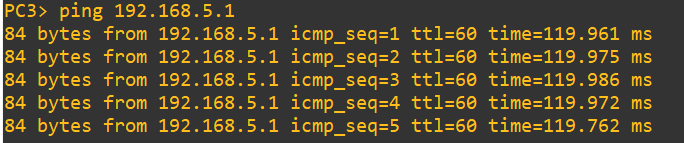 PC3> ping 192.168.5.1
84 bytes from 192.168.5.1 icmp_seq=1 ttl=60 time=119.961 ms
84 bytes from 192.168.5.1 icmp_seq=2 ttl=60 time=119.975 ms
84 bytes from 192.168.5.1 icmp_seq=3 ttl=60 time=119.986 ms
84 bytes from 192.168.5.1 icmp_seq=4 ttl=60 time=119.972 ms
84 bytes from 192.168.5.1 icmp_seq=5 ttl=60 time=119.762 ms